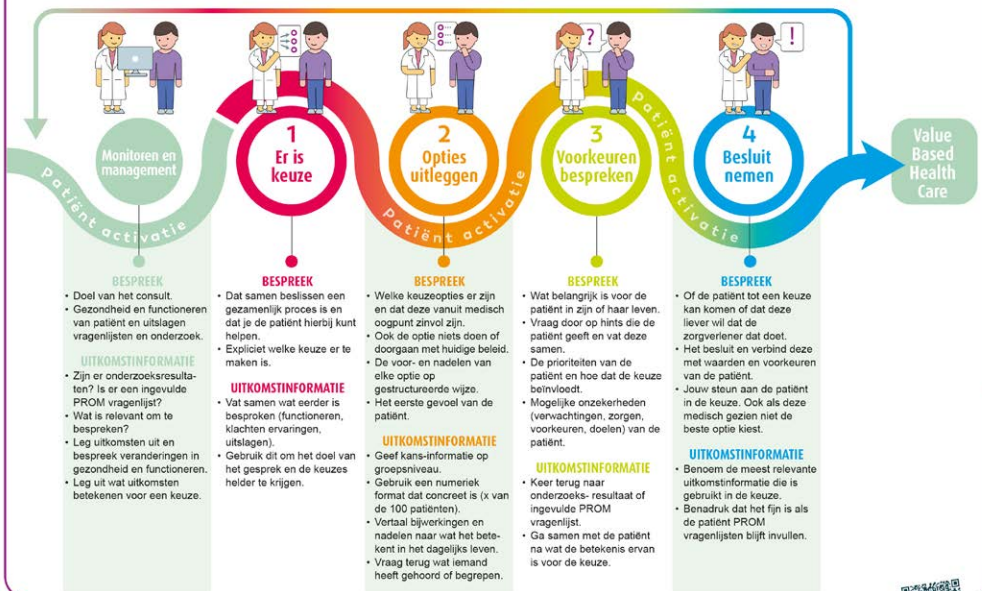 ?
!
Monitoren en
management
1
Er is
keuze
2
Opties
uitleggen
3
Voorkeuren
bespreken
4
Besluit
nemen
Value
Based
Health
Care
Patiënt activatie
Patiënt activatie
Patiënt activatie
BESPREEK
• Doel van het consult.
• Gezondheid en functioneren
van patiënt en uitslagen
vragenlijsten en onderzoek.
UITKOMSTINFORMATIE
• Zijn er onderzoeksresulta-
ten? Is er een ingevulde
PROM vragenlijst?
• Wat is relevant om te
bespreken?
• Leg uitkomsten uit en
bespreek veranderingen in
gezondheid en functioneren.
• Leg uit wat uitkomsten
betekenen voor een keuze.
BESPREEK
• Dat samen beslissen een
gezamenlijk proces is en
dat je de patiënt hierbij kunt
helpen.
• Expliciet welke keuze er te
maken is.
UITKOMSTINFORMATIE
• Vat samen wat eerder is
besproken (functioneren,
klachten ervaringen,
uitslagen).
• Gebruik dit om het doel van
het gesprek en de keuzes
helder te krijgen.
BESPREEK
• Welke keuzeopties er zijn
en dat deze vanuit medisch
oogpunt zinvol zijn.
• Ook de optie niets doen of
doorgaan met huidige beleid.
• De voor- en nadelen van
elke optie op
gestructureerde wijze.
• Het eerste gevoel van de
patiënt.
UITKOMSTINFORMATIE
• Geef kans-informatie op
groepsniveau.
• Gebruik een numeriek
format dat concreet is (x van
de 100 patiënten).
• Vertaal bijwerkingen en
nadelen naar wat het bete-
kent in het dagelijks leven.
• Vraag terug wat iemand
heeft gehoord of begrepen.
BESPREEK
• Wat belangrijk is voor de
patiënt in zijn of haar leven.
• Vraag door op hints die de
patiënt geeft en vat deze
samen.
• De prioriteiten van de
patiënt en hoe dat de keuze
beïnvloedt.
• Mogelijke onzekerheden
(verwachtingen, zorgen,
voorkeuren, doelen) van de
patiënt.
UITKOMSTINFORMATIE
• Keer terug naar
onderzoeks- resultaat of
ingevulde PROM
vragenlijst.
• Ga samen met de patiënt
na wat de betekenis ervan
is voor de keuze.
BESPREEK
• Of de patiënt tot een keuze
kan komen of dat deze
liever wil dat de
zorgverlener dat doet.
• Het besluit en verbind deze
met waarden en voorkeuren
van de patiënt.
• Jouw steun aan de patiënt
in de keuze. Ook als deze
medisch gezien niet de
beste optie kiest.
UITKOMSTINFORMATIE
• Benoem de meest relevante
uitkomstinformatie die is
gebruikt in de keuze.
• Benadruk dat het fijn is als
de patiënt PROM
vragenlijsten blijft invullen.